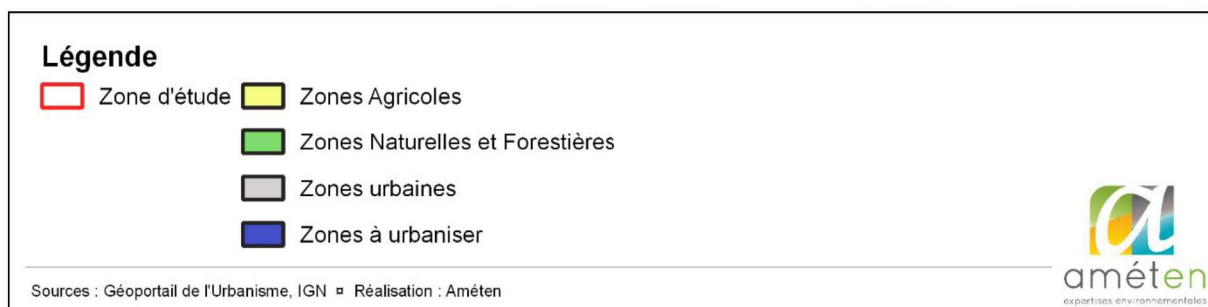 Légende
Zone d'étude Zones Agricoles
Zones Naturelles et Forestières
Zones urbaines
Zones à urbaniser
Sources : Géoportail de l'Urbanisme, IGN ¤ Réalisation : Améten
a
améten
expertises environnementales